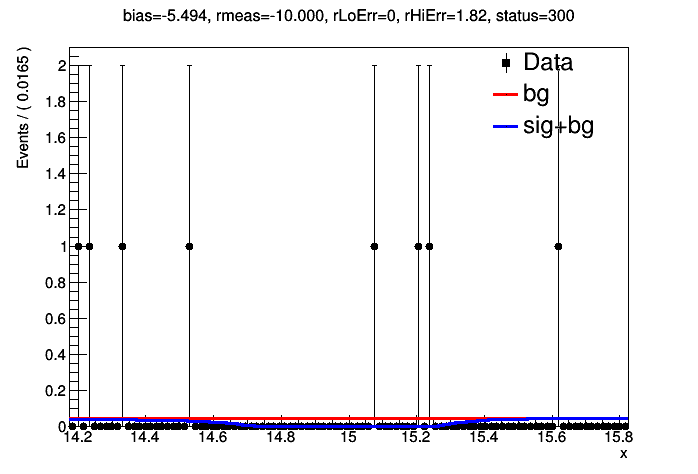 bias=-5.494, rmeas=-10.000, rLoErr=0, rHiErr=1.82, status=300
Events / ( 0.0165 )
2
1.8
1.6
1.4
1.2
1
0.8
0.6
0.4
0.2
0
Data
bg
sig+bg
14.2 14.4 14.6 14.8 15 15.2 15.4 15.6 15.8
x